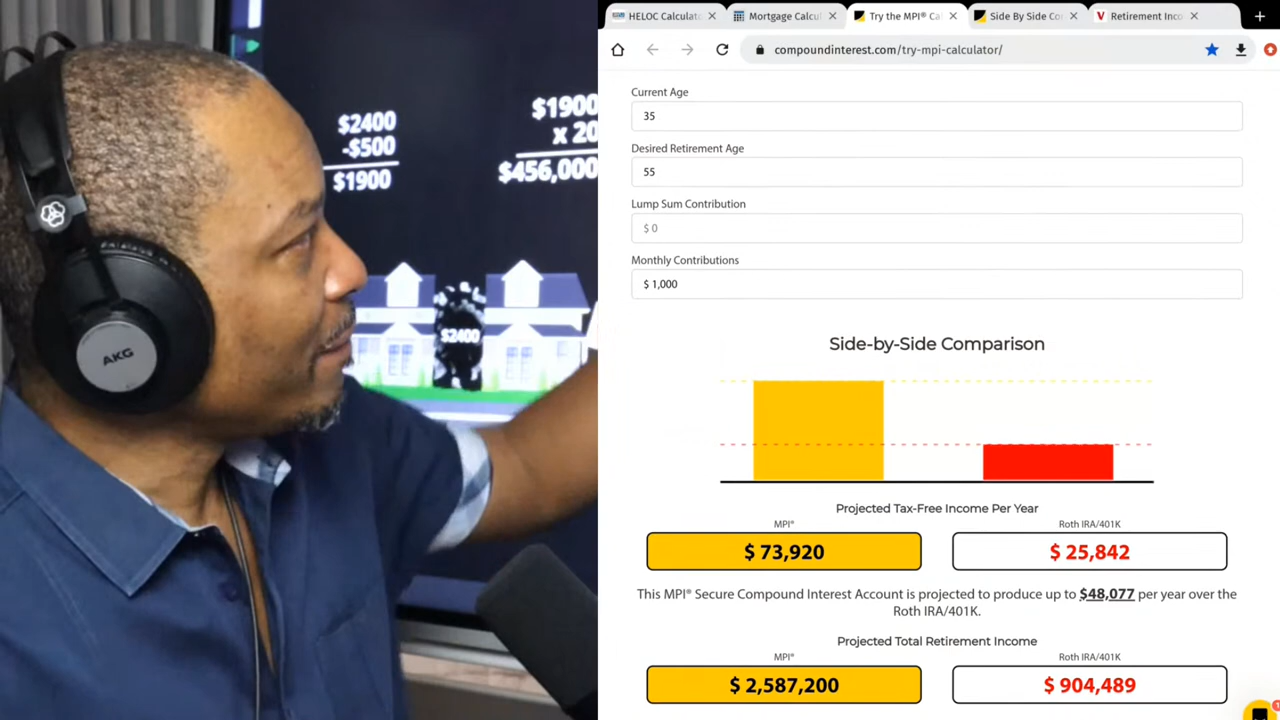 HELOC Calculat
Mortgage Calcu
Try the MPI® Ca
Side By Side Co
Retirement Inc
compoundinterest.com/try-mpi-calculator/
$2400
-$500
$1900
$1900
x 20
$456,000
$2400
AKG
Current Age
35
Desired Retirement Age
55
Lump Sum Contribution
$ 0
Monthly Contributions
$ 1,000
Side-by-Side Comparison
Projected Tax-Free Income Per Year
MPI®
Roth IRA/401K
$ 73,920
$ 25,842
This MPI® Secure Compound Interest Account is projected to produce up to $48,077 per year over the
Roth IRA/401K.
Projected Total Retirement Income
MPI®
Roth IRA/401K
$ 2,587,200
$ 904,489